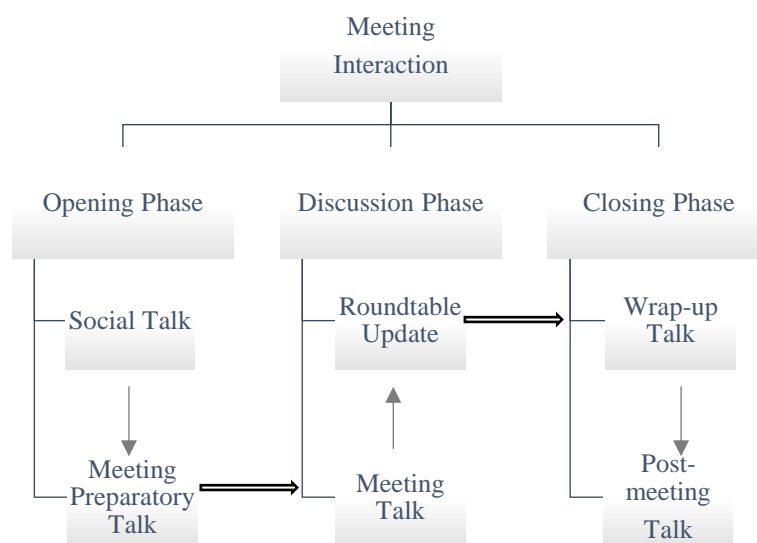 Meeting
Interaction
Opening Phase
Discussion Phase
Closing Phase
Social Talk
Roundtable
Update
Wrap-up
Talk
Meeting
Preparatory
Talk
Meeting
Talk
Post-
meeting
Talk